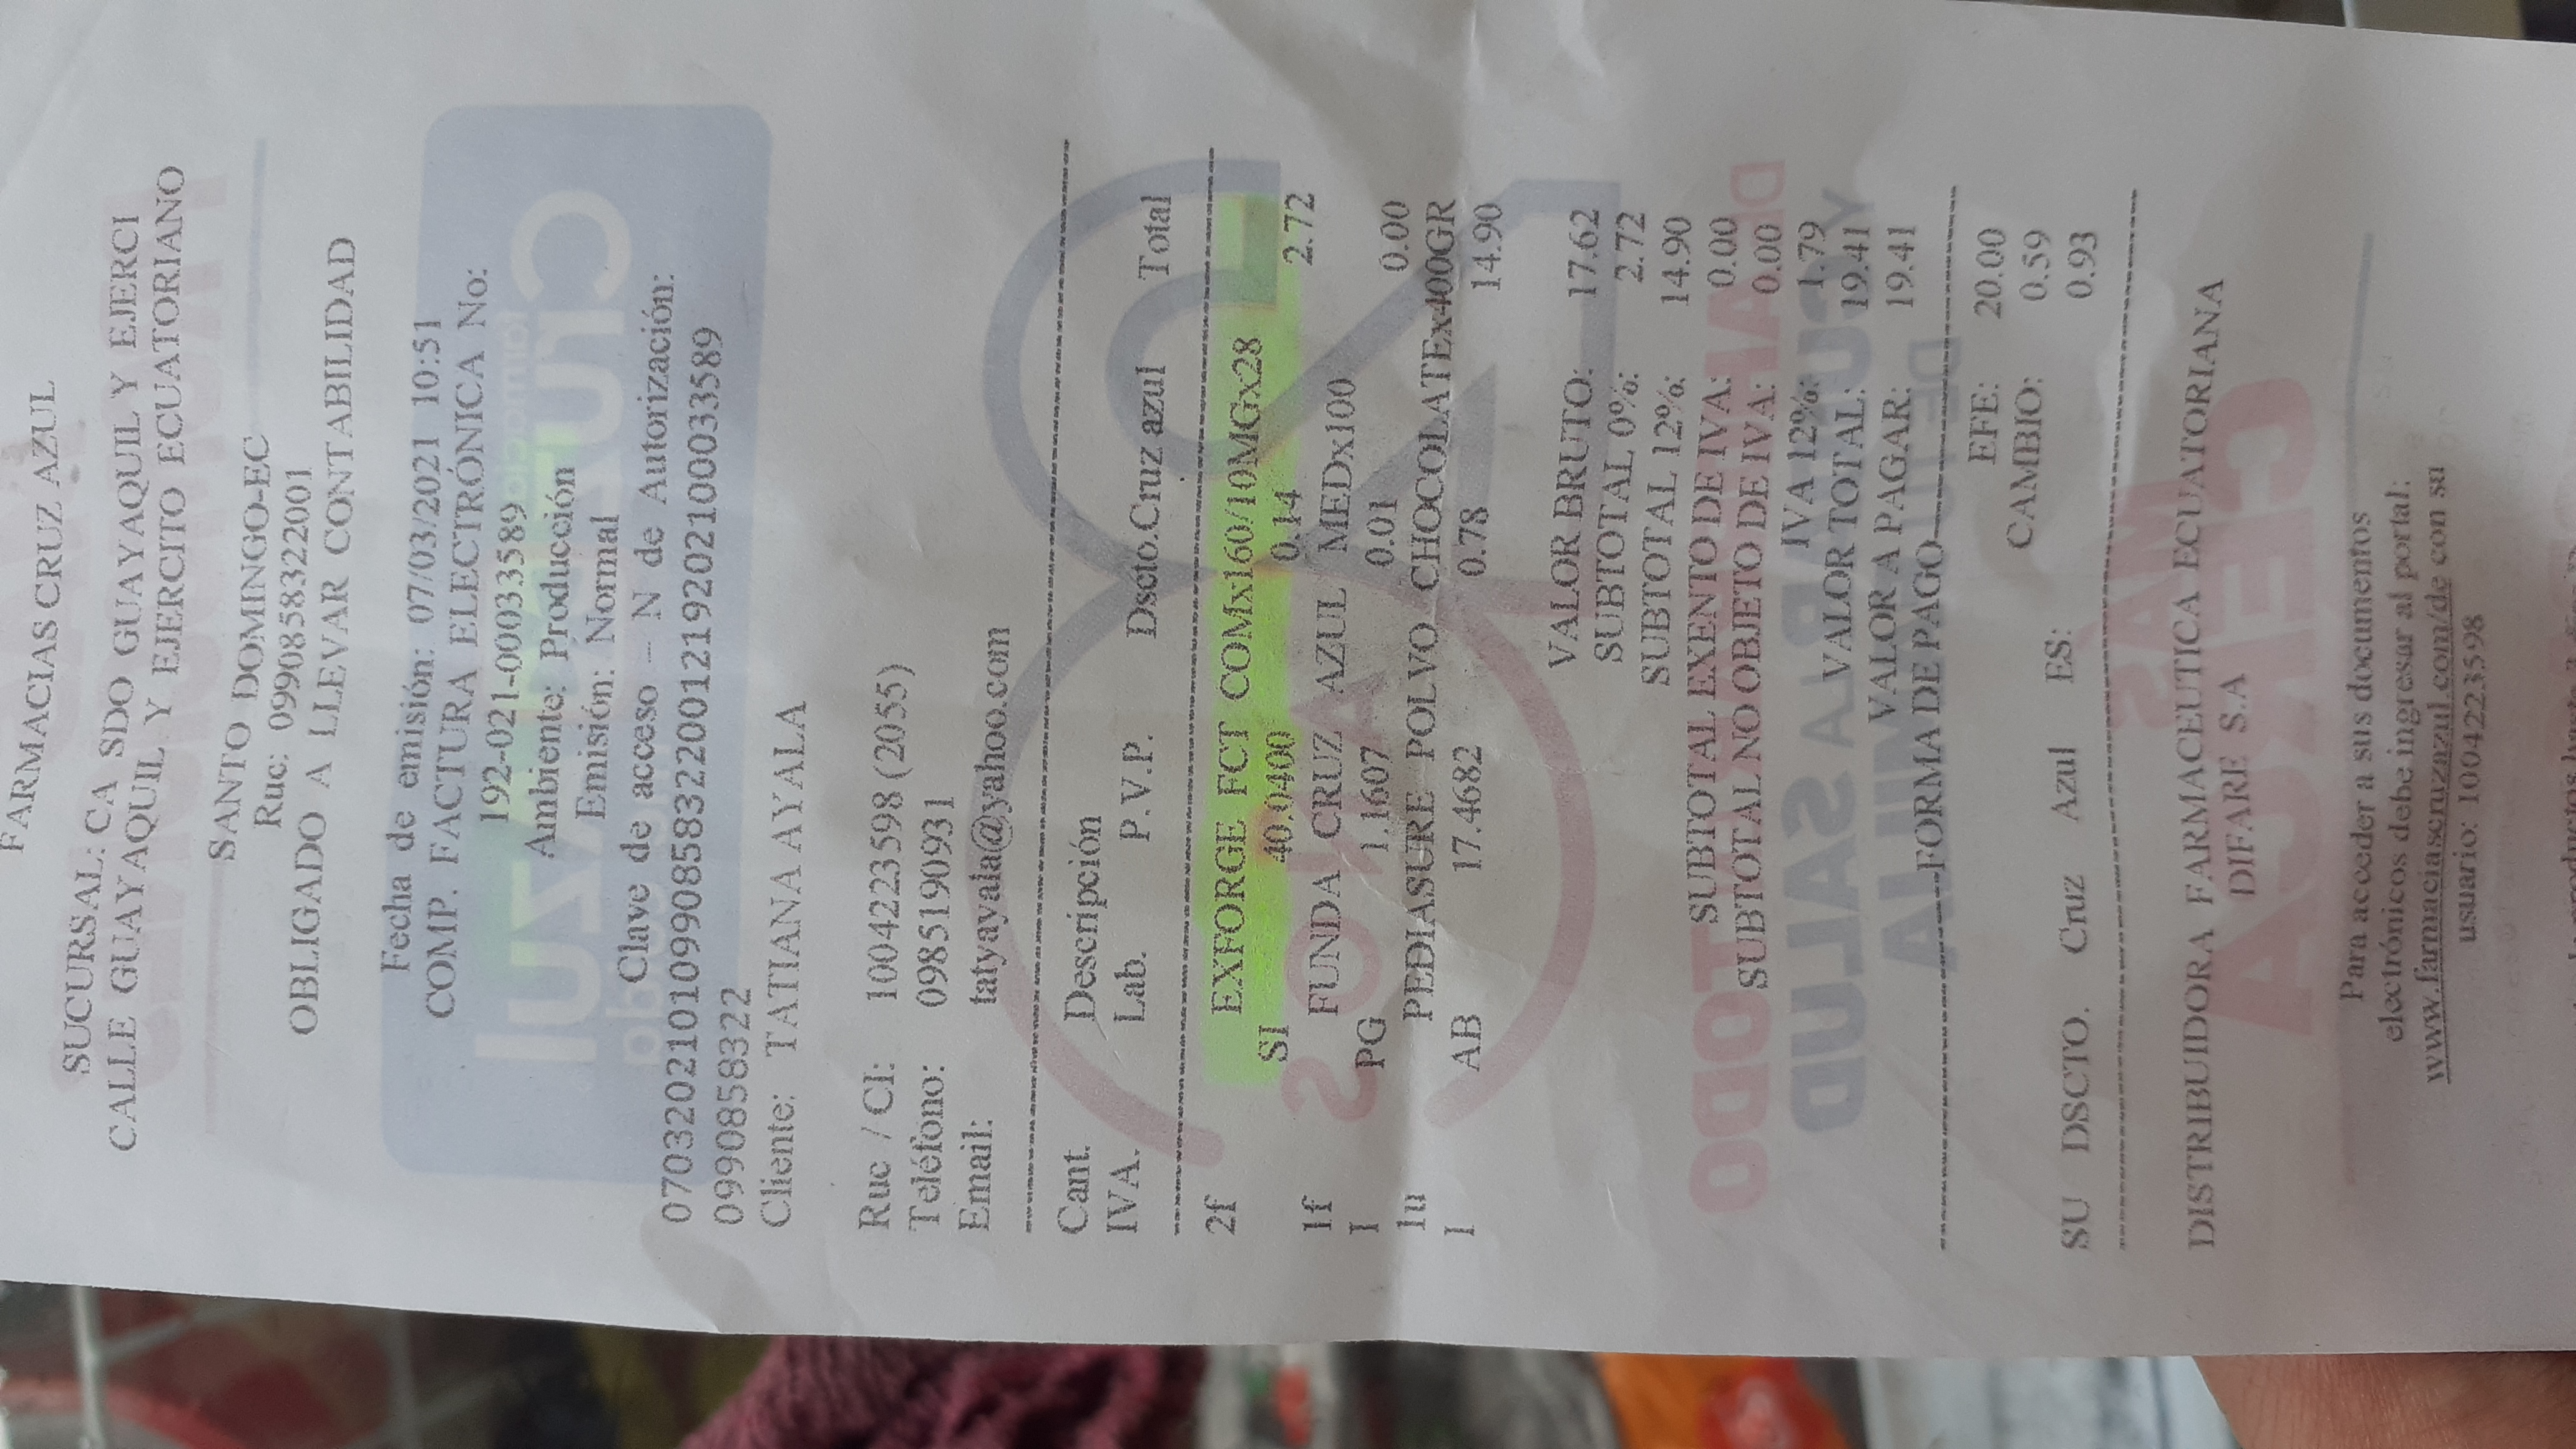 FARMACIAS CRUZ AZUL
SUCURSAL: CA SDO GUAYAQUIL Y EJERCI
CALLE GUAYAQUIL Y EJERCITO ECUATORIANO
SANTO DOMINGO-EC
Ruc: 0990858322001
OBLIGADO A LLEVAR CONTABILIDAD
Fecha de emisión: 07/03/2021 10:51
COMP. FACTURA ELECTRÓNICA No:
192-021-00033589
Ambiente: Producción
Emisión: Normal
Clave de acceso – N de Autorización:
07032021010990858322001219202100033589
0990858322
Cliente: TATIANA AYALA
Ruc / CI: 1004223598 (2055)
Teléfono: 0985190931
Email: tatyayala@yahoo.com
Cant. Descripción
IVA. Lab. P.V.P. Dscto.Cruz azul Total
2f EXFORGE FCT COMx160/10MGx28
SI 40.0400 0.14 2.72
1f FUNDA CRUZ AZUL MEDx100
I PG 1.1607 0.01 0.00
1u PEDIASURE POLVO CHOCOLATEx400GR
I AB 17.4682 0.78 14.90
VALOR BRUTO: 17.62
SUBTOTAL 0%: 2.72
SUBTOTAL 12%: 14.90
SUBTOTAL EXENTO DE IVA: 0.00
SUBTOTAL NO OBJETO DE IVA: 0.00
IVA 12%: 1.79
VALOR TOTAL: 19.41
VALOR A PAGAR: 19.41
FORMA DE PAGO
EFE: 20.00
CAMBIO: 0.59
SU DSCTO. Cruz Azul ES: 0.93
DISTRIBUIDORA FARMACEUTICA ECUATORIANA
DIFARE S.A
Para acceder a sus documentos
electrónicos debe ingresar al portal:
www.farmaciascruzazul.com/de con su
usuario: 1004223598
productos hasta 3